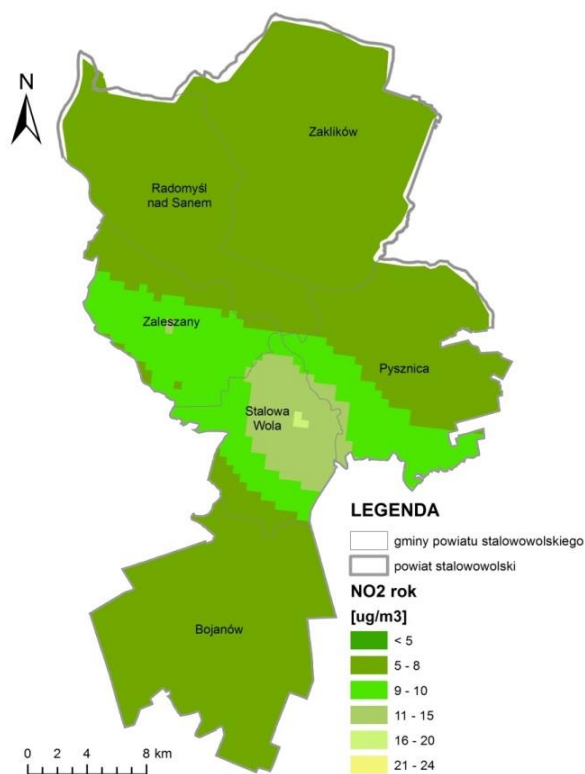 N
Zaklików
Radomyśl
nad Sanem
Zaleszany
Pysznica
Stalowa
Wola
Bojanów
LEGENDA
gminy powiatu stalowowolskiego
powiat stalowowolski
NO2 rok
[ug/m3]
< 5
5 - 8
9 - 10
11 - 15
16 - 20
21 - 24
0 2 4 8 km